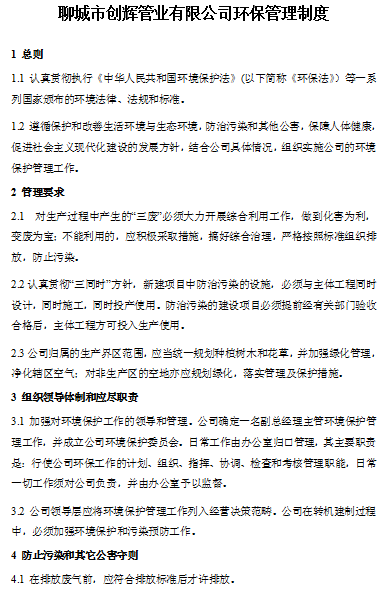 聊城市创辉管业有限公司环保管理制度
1 总则
1.1 认真贯彻执行《中华人民共和国环境保护法》(以下简称《环保法》）等一系
列国家颁布的环境法律、法规和标准。
1.2 遵循保护和改善生活环境与生态环境，防治污染和其他公害，保障人体健康，
促进社会主义现代化建设的发展方针，结合公司具体情况，组织实施公司的环境
保护管理工作。
2 管理要求
2.1 对生产过程中产生的“三废”必须大力开展综合利用工作，做到化害为利，
变废为宝；不能利用的，应积极采取措施，搞好综合治理，严格按照标准组织排
放，防止污染。
2.2 认真贯彻“三同时”方针，新建项目中防治污染的设施，必须与主体工程同时
设计，同时施工，同时投产使用。防治污染的建设项目必须提前经有关部门验收
合格后，主体工程方可投入生产使用。
2.3 公司归属的生产界区范围，应当统一规划种植树木和花草，并加强绿化管理，
净化辖区空气；对非生产区的空地亦应规划绿化，落实管理及保护措施。
3 组织领导体制和应尽职责
3.1 加强对环境保护工作的领导和管理。公司确定一名副总经理主管环境保护管
理工作，并成立公司环境保护委员会。日常工作由办公室归口管理，其主要职责
是：行使公司环保工作的计划、组织、指挥、协调、检查和考核管理职能，日常
一切工作须对公司负责，并由办公室予以监督。
3.2 公司领导层应将环境保护管理工作列入经营决策范畴。公司在转机建制过程
中，必须加强环境保护和污染预防工作。
4 防止污染和其它公害守则
4.1 在排放废气前，应符合排放标准后才许排放。